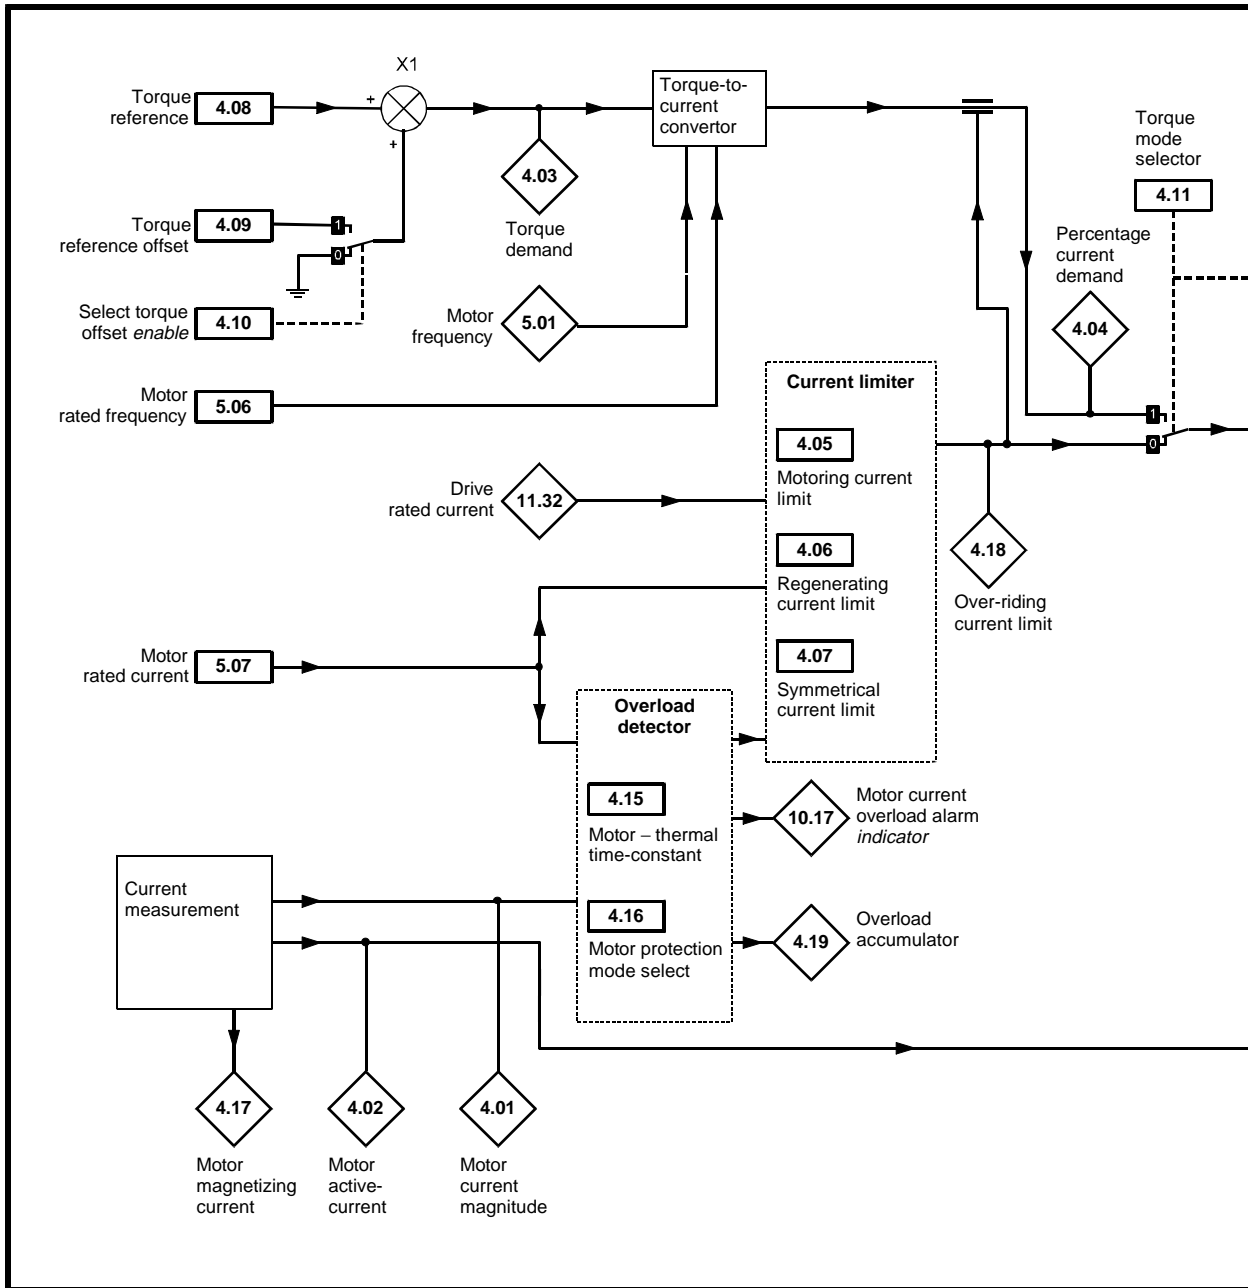 X1
+
+
Torque
reference
4.08
Torque-to-
current
convertor
Torque
mode
selector
4.11
4.03
Torque
demand
Torque
reference offset
4.09
1
0
Percentage
current
demand
4.04
Select torque
offset enable
4.10
Motor
frequency
5.01
Motor
rated frequency
5.06
1
0
Current limiter
4.05
Motoring current
limit
Drive
rated current
11.32
4.06
Regenerating
current limit
4.18
Over-riding
current limit
Motor
rated current
5.07
4.07
Symmetrical
current limit
Overload
detector
4.15
Motor – thermal
time-constant
10.17
Motor current
overload alarm
indicator
Current
measurement
4.16
Motor protection
mode select
4.19
Overload
accumulator
4.17
4.02
4.01
Motor
magnetizing
current
Motor
active-
current
Motor
current
magnitude